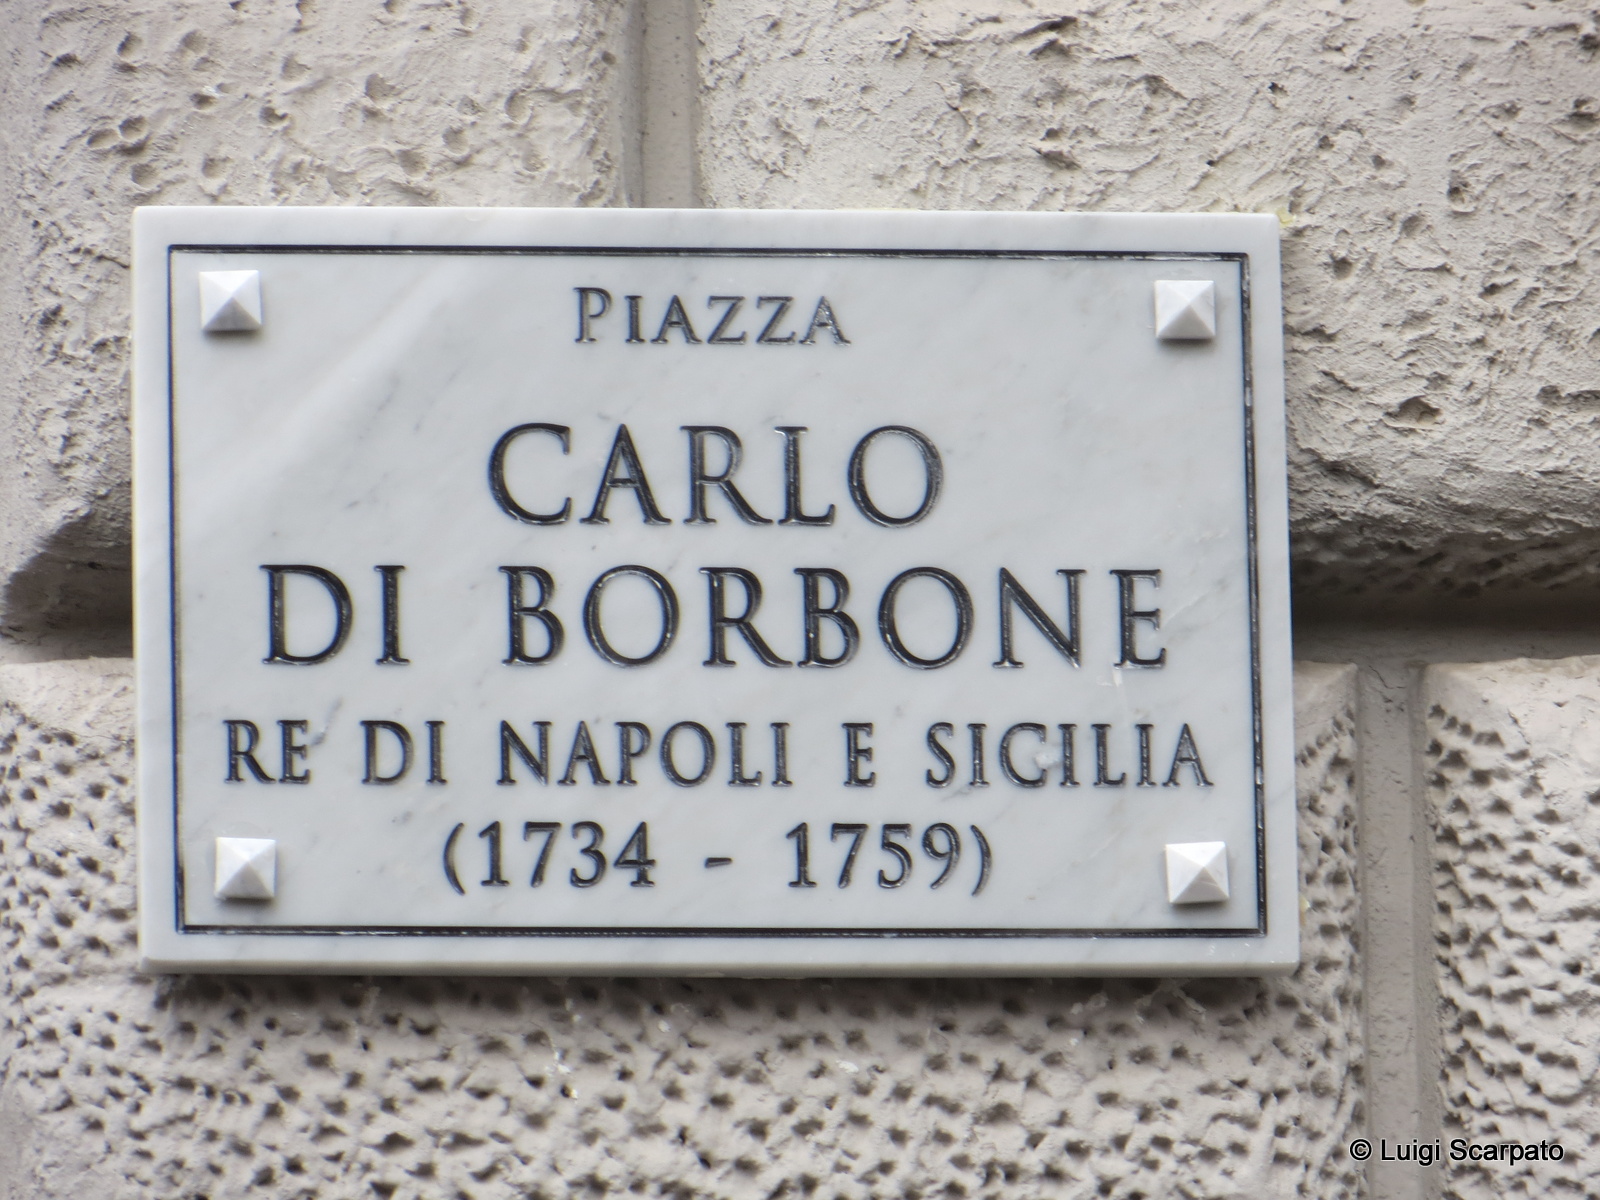 PIAZZA
CARLO
DI BORBONE
RE DI NAPOLI E SICILIA
(1734 - 1759)
© Luigi Scarpato